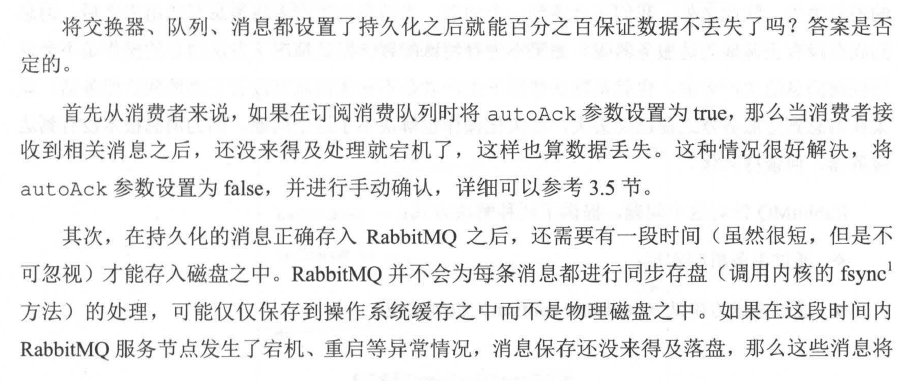 将交换器、队列、消息都设置了持久化之后就能百分之百保证数据不丢失了吗？答案是否
定的。
首先从消费者来说，如果在订阅消费队列时将 autoAck 参数设置为 true，那么当消费者接
收到相关消息之后，还没来得及处理就宕机了，这样也算数据丢失。这种情况很好解决，将
autoAck 参数设置为 false，并进行手动确认，详细可以参考 3.5 节。
其次，在持久化的消息正确存入 RabbitMQ 之后，还需要有一段时间（虽然很短，但是不
可忽视）才能存入磁盘之中。RabbitMQ 并不会为每条消息都进行同步存盘（调用内核的 fsync¹
方法）的处理，可能仅仅保存到操作系统缓存之中而不是物理磁盘之中。如果在这段时间内
RabbitMQ 服务节点发生了宕机、重启等异常情况，消息保存还没来得及落盘，那么这些消息将